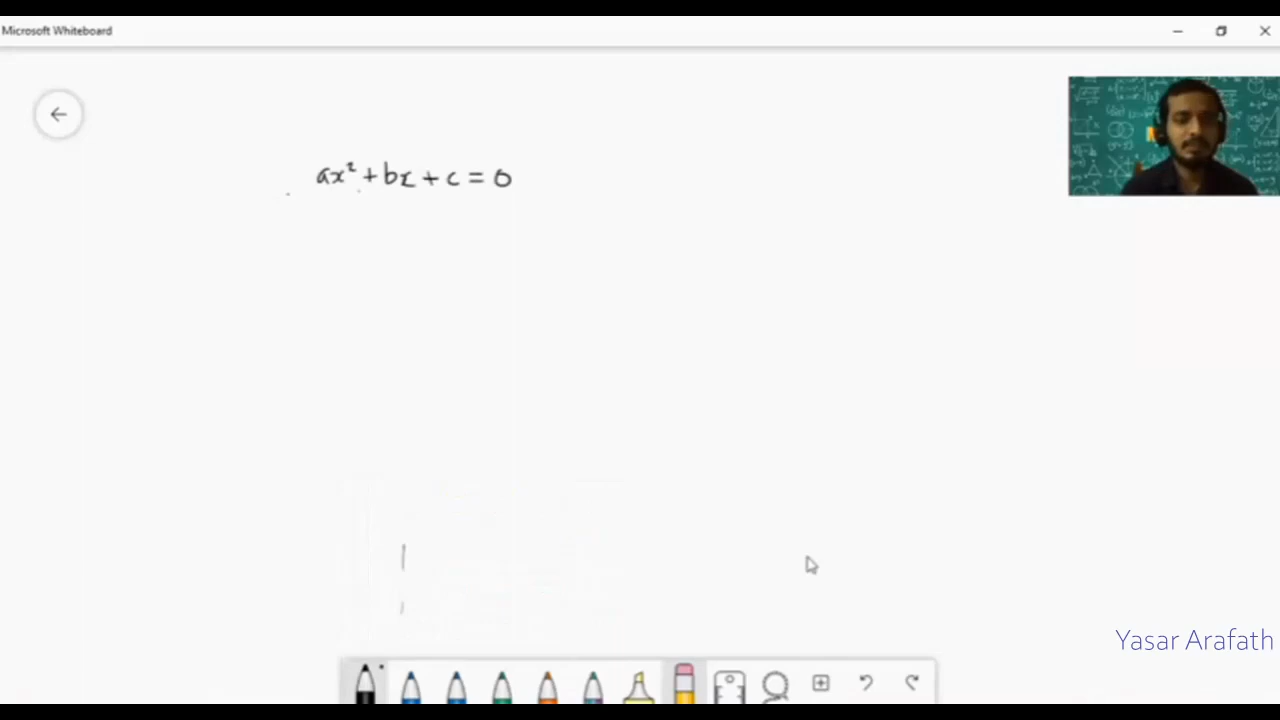 Microsoft Whiteboard
ax² + bx + c = 0
Yasar Arafath